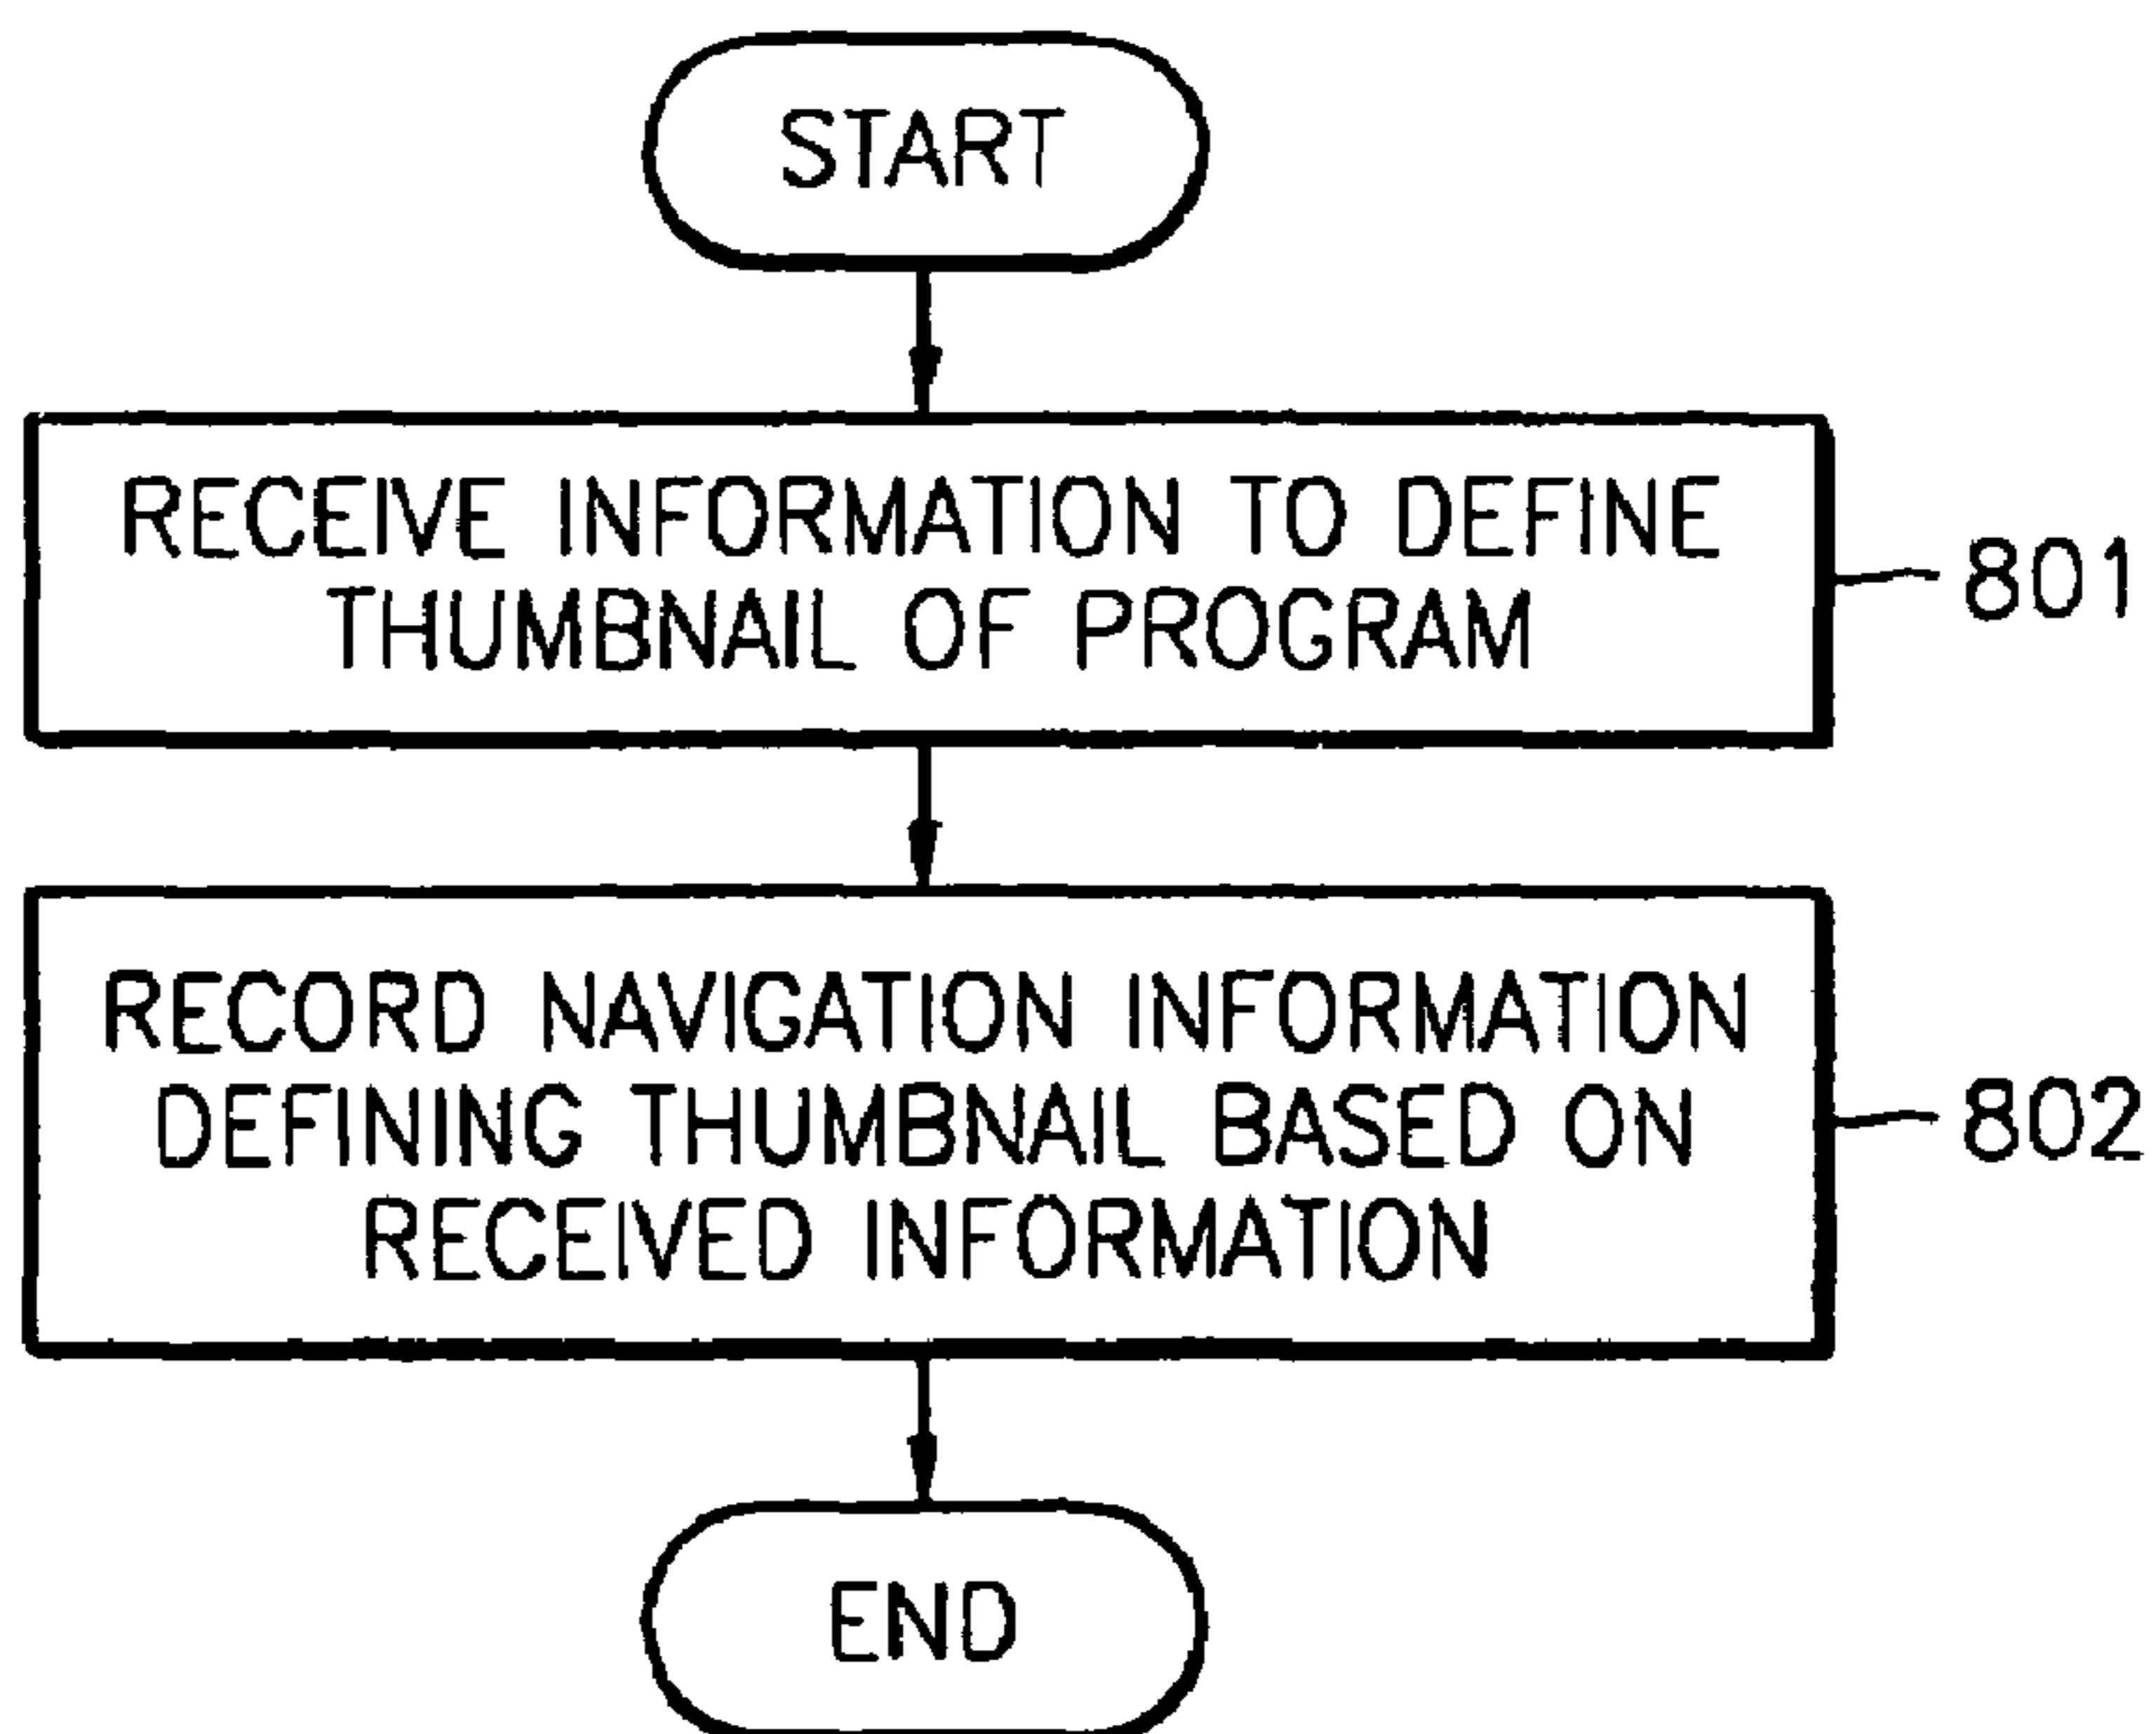 START
RECEIVE INFORMATION TO DEFINE
THUMBNAIL OF PROGRAM
801
RECORD NAVIGATION INFORMATION
DEFINING THUMBNAIL BASED ON
RECEIVED INFORMATION
802
END